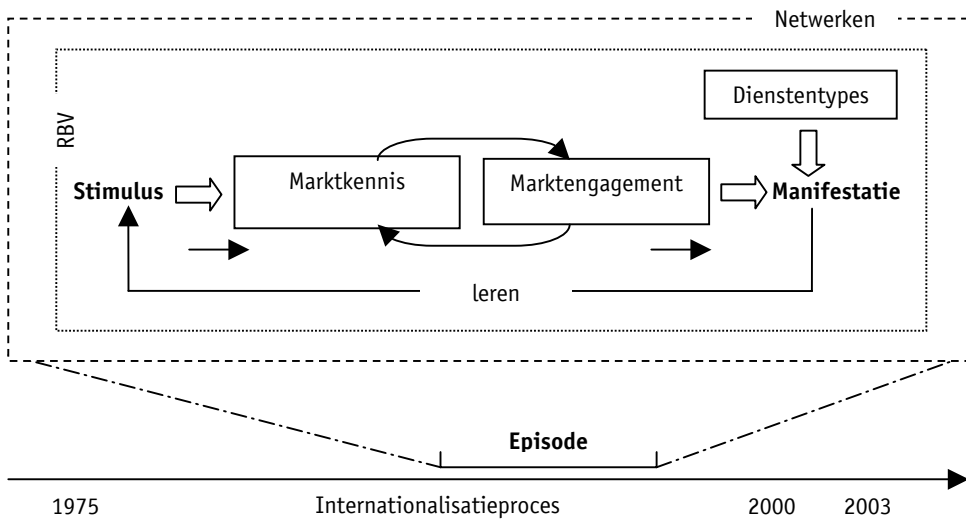 Netwerken
Dienstentypes
RBV
Marktkennis
Marktengagement
Stimulus
Manifestatie
leren
Episode
1975
Internationalisatieproces
2000
2003